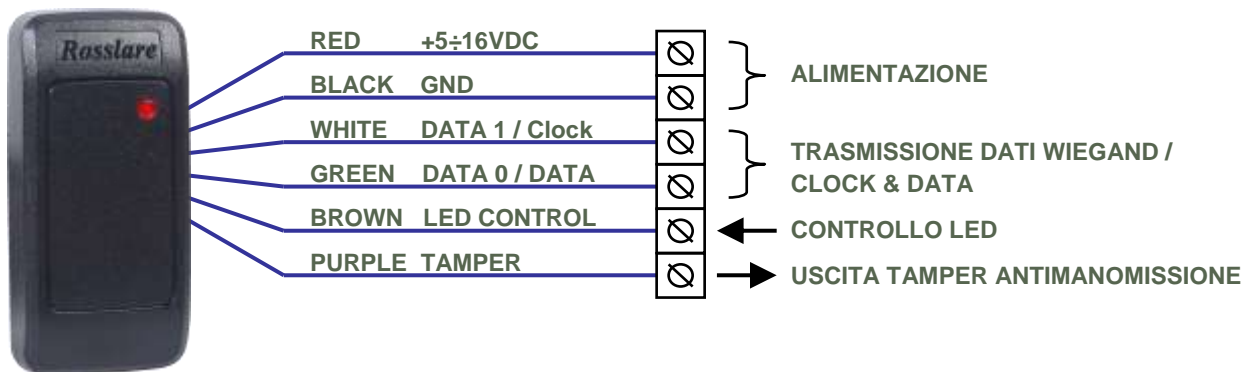 Rosslare
RED +5÷16VDC
BLACK GND
WHITE DATA 1 / Clock
GREEN DATA 0 / DATA
BROWN LED CONTROL
PURPLE TAMPER
ALIMENTAZIONE
TRASMISSIONE DATI WIEGAND /
CLOCK & DATA
CONTROLLO LED
USCITA TAMPER ANTIMANOMISSIONE